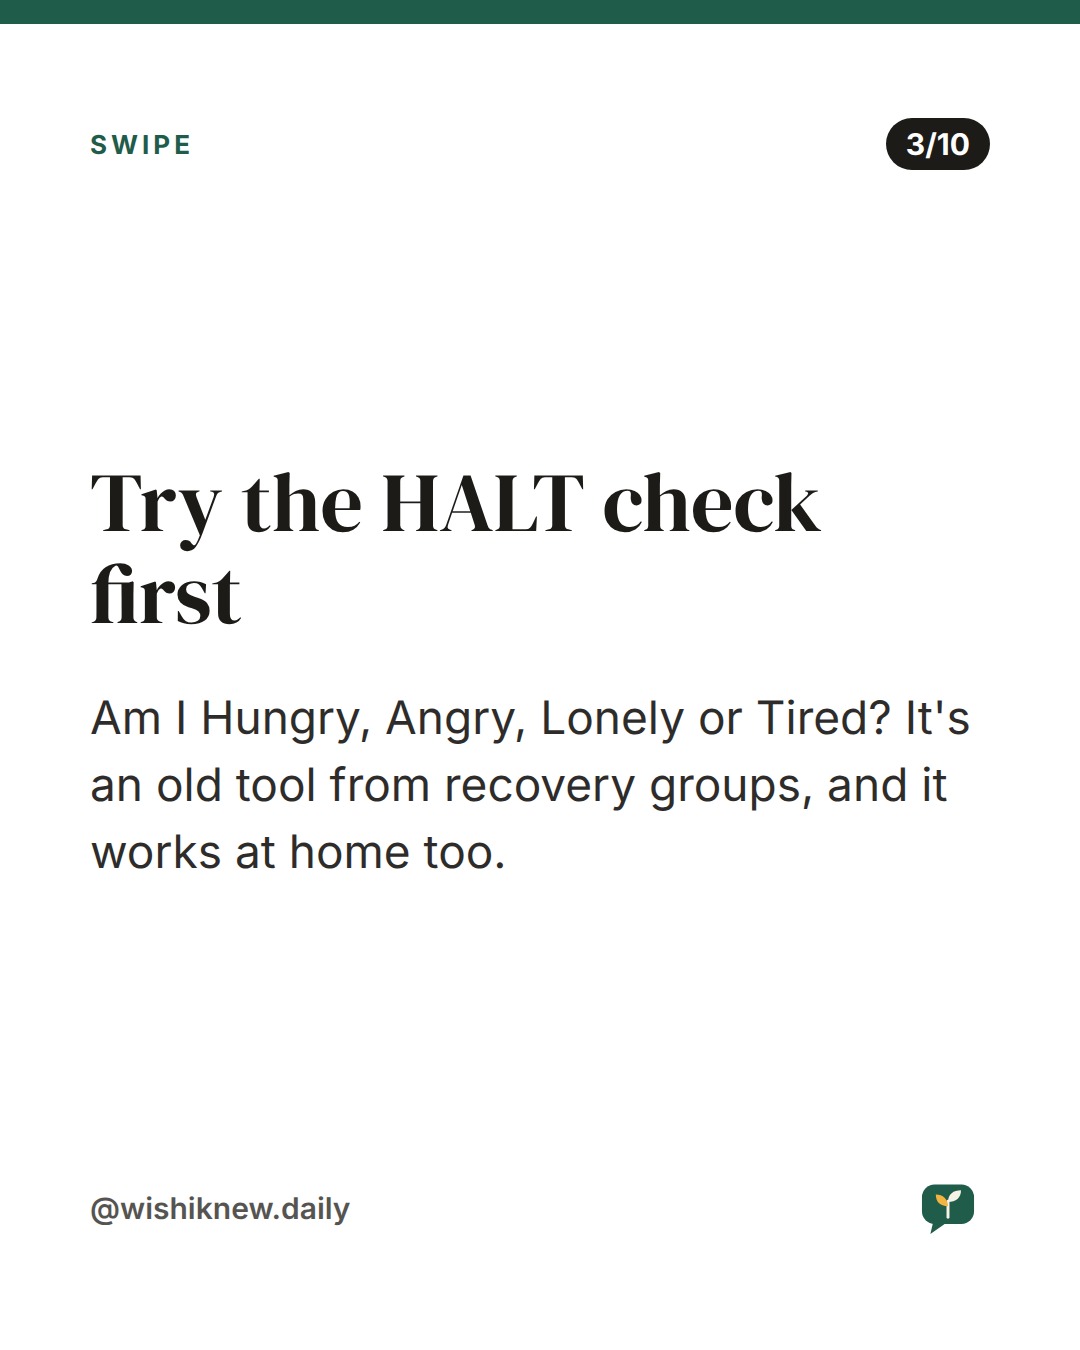 SWIPE
3/10
Try the HALT check
first
Am I Hungry, Angry, Lonely or Tired? It's
an old tool from recovery groups, and it
works at home too.
@wishiknew.daily